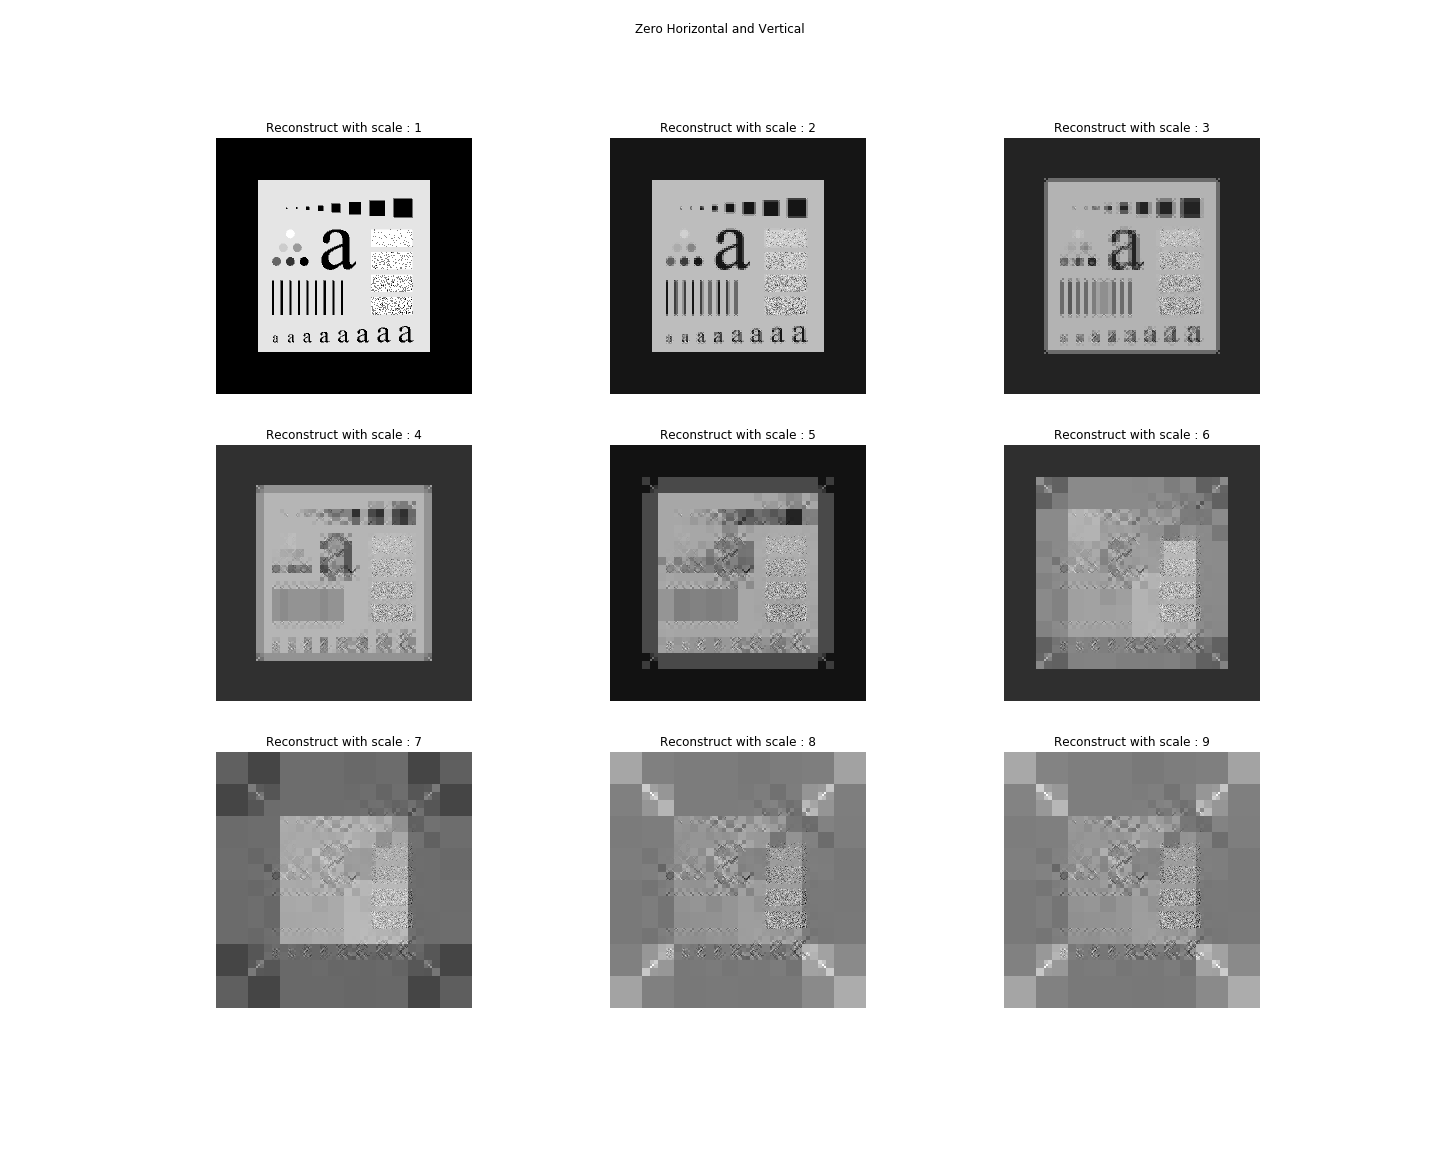 Zero Horizontal and Vertical
Reconstruct with scale : 1
Reconstruct with scale : 2
Reconstruct with scale : 3
a
a a a a a a a a
a
a a a a a a a a
a
a a a a a a a a
Reconstruct with scale : 4
Reconstruct with scale : 5
Reconstruct with scale : 6
a
Reconstruct with scale : 7
Reconstruct with scale : 8
Reconstruct with scale : 9